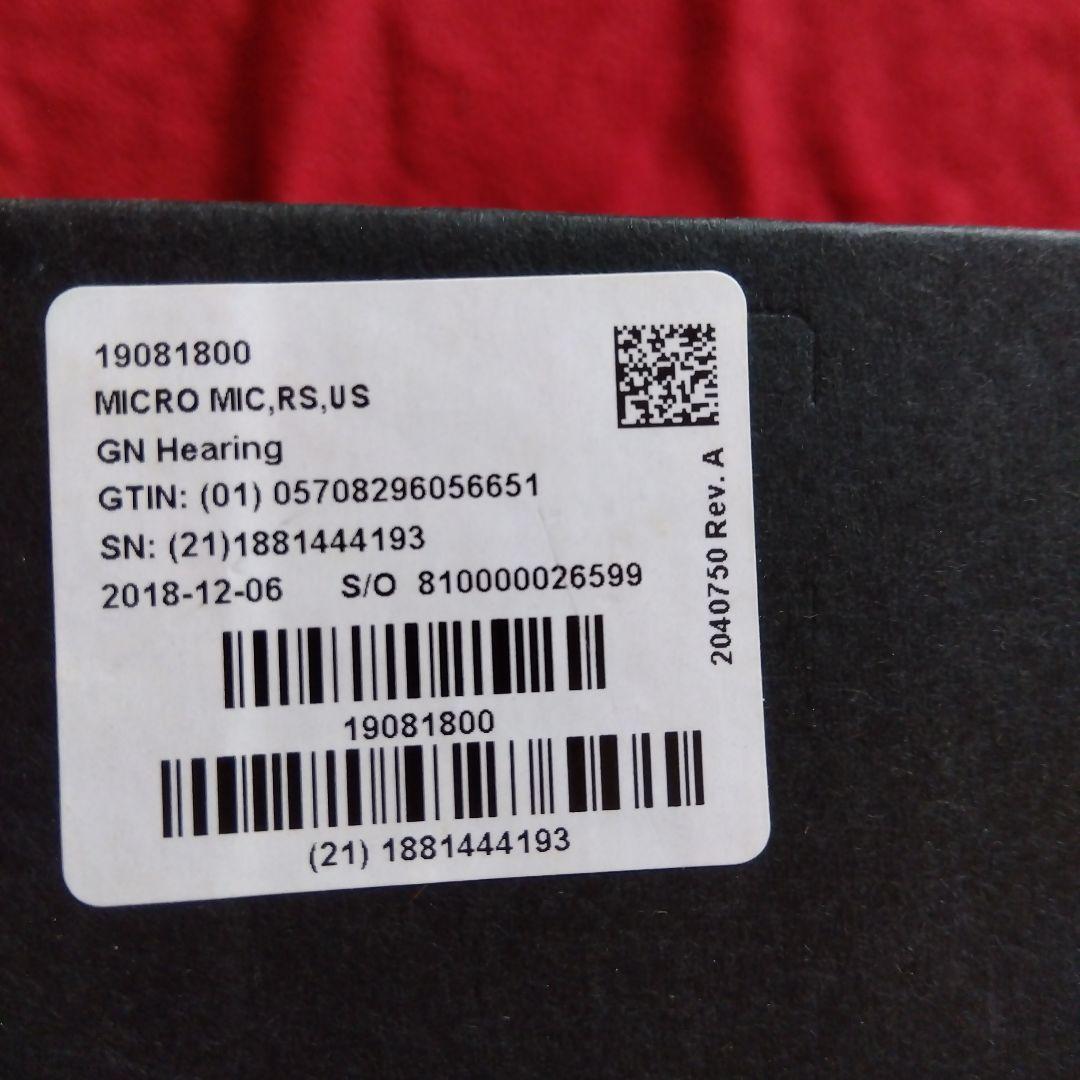 19081800
MICRO MIC,RS,US
GN Hearing
GTIN: (01) 05708296056651
SN: (21)1881444193
2018-12-06 S/O 810000026599
19081800
(21) 1881444193
2040750 Rev. A